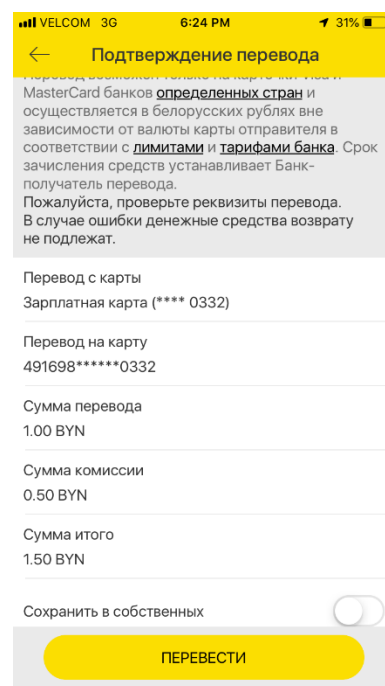 VELCOM 3G 6:24 PM 31%
Подтверждение перевода
MasterCard банков определенных стран и
осуществляется в белорусских рублях вне
зависимости от валюты карты отправителя в
соответствии с лимитами и тарифами банка. Срок
зачисления средств устанавливает Банк-
получатель перевода.
Пожалуйста, проверьте реквизиты перевода.
В случае ошибки денежные средства возврату
не подлежат.
Перевод с карты
Зарплатная карта (**** 0332)
Перевод на карту
491698******0332
Сумма перевода
1.00 BYN
Сумма комиссии
0.50 BYN
Сумма итого
1.50 BYN
Сохранить в собственных
ПЕРЕВЕСТИ